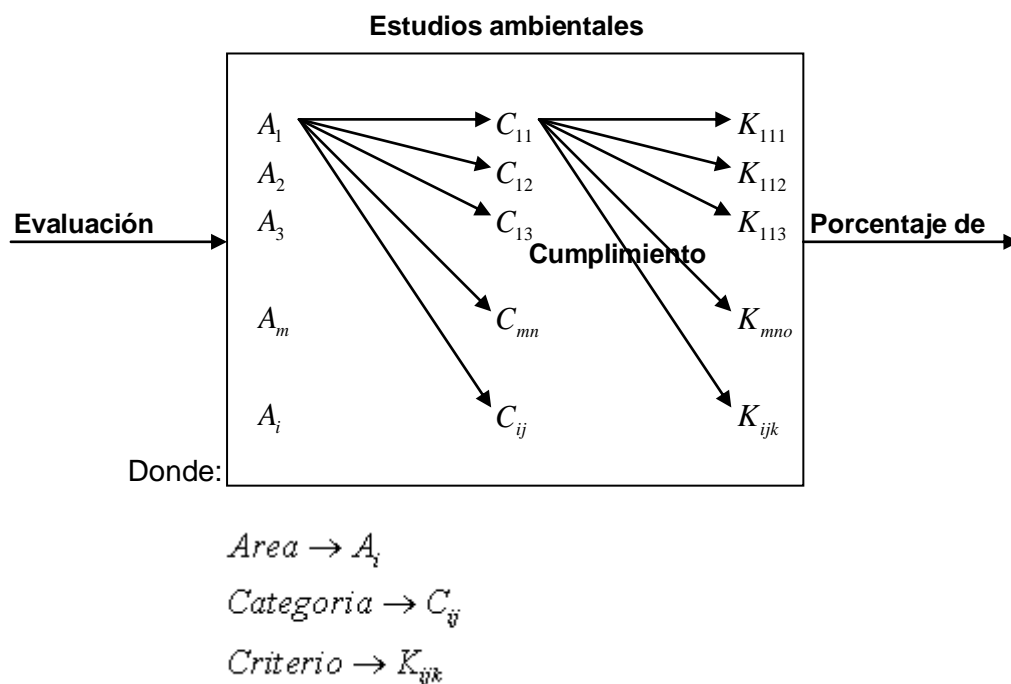 Estudios ambientales
A₁ C₁₁ K₁₁₁
A₂ C₁₂ K₁₁₂
A₃ C₁₃ K₁₁₃
Evaluación Porcentaje de
Cumplimiento
Aₘ Cₘₙ Kₘₙₒ
Aᵢ Cᵢⱼ Kᵢⱼₖ
Donde:
Area → Aᵢ
Categoria → Cᵢⱼ
Criterio → Kᵢⱼₖ